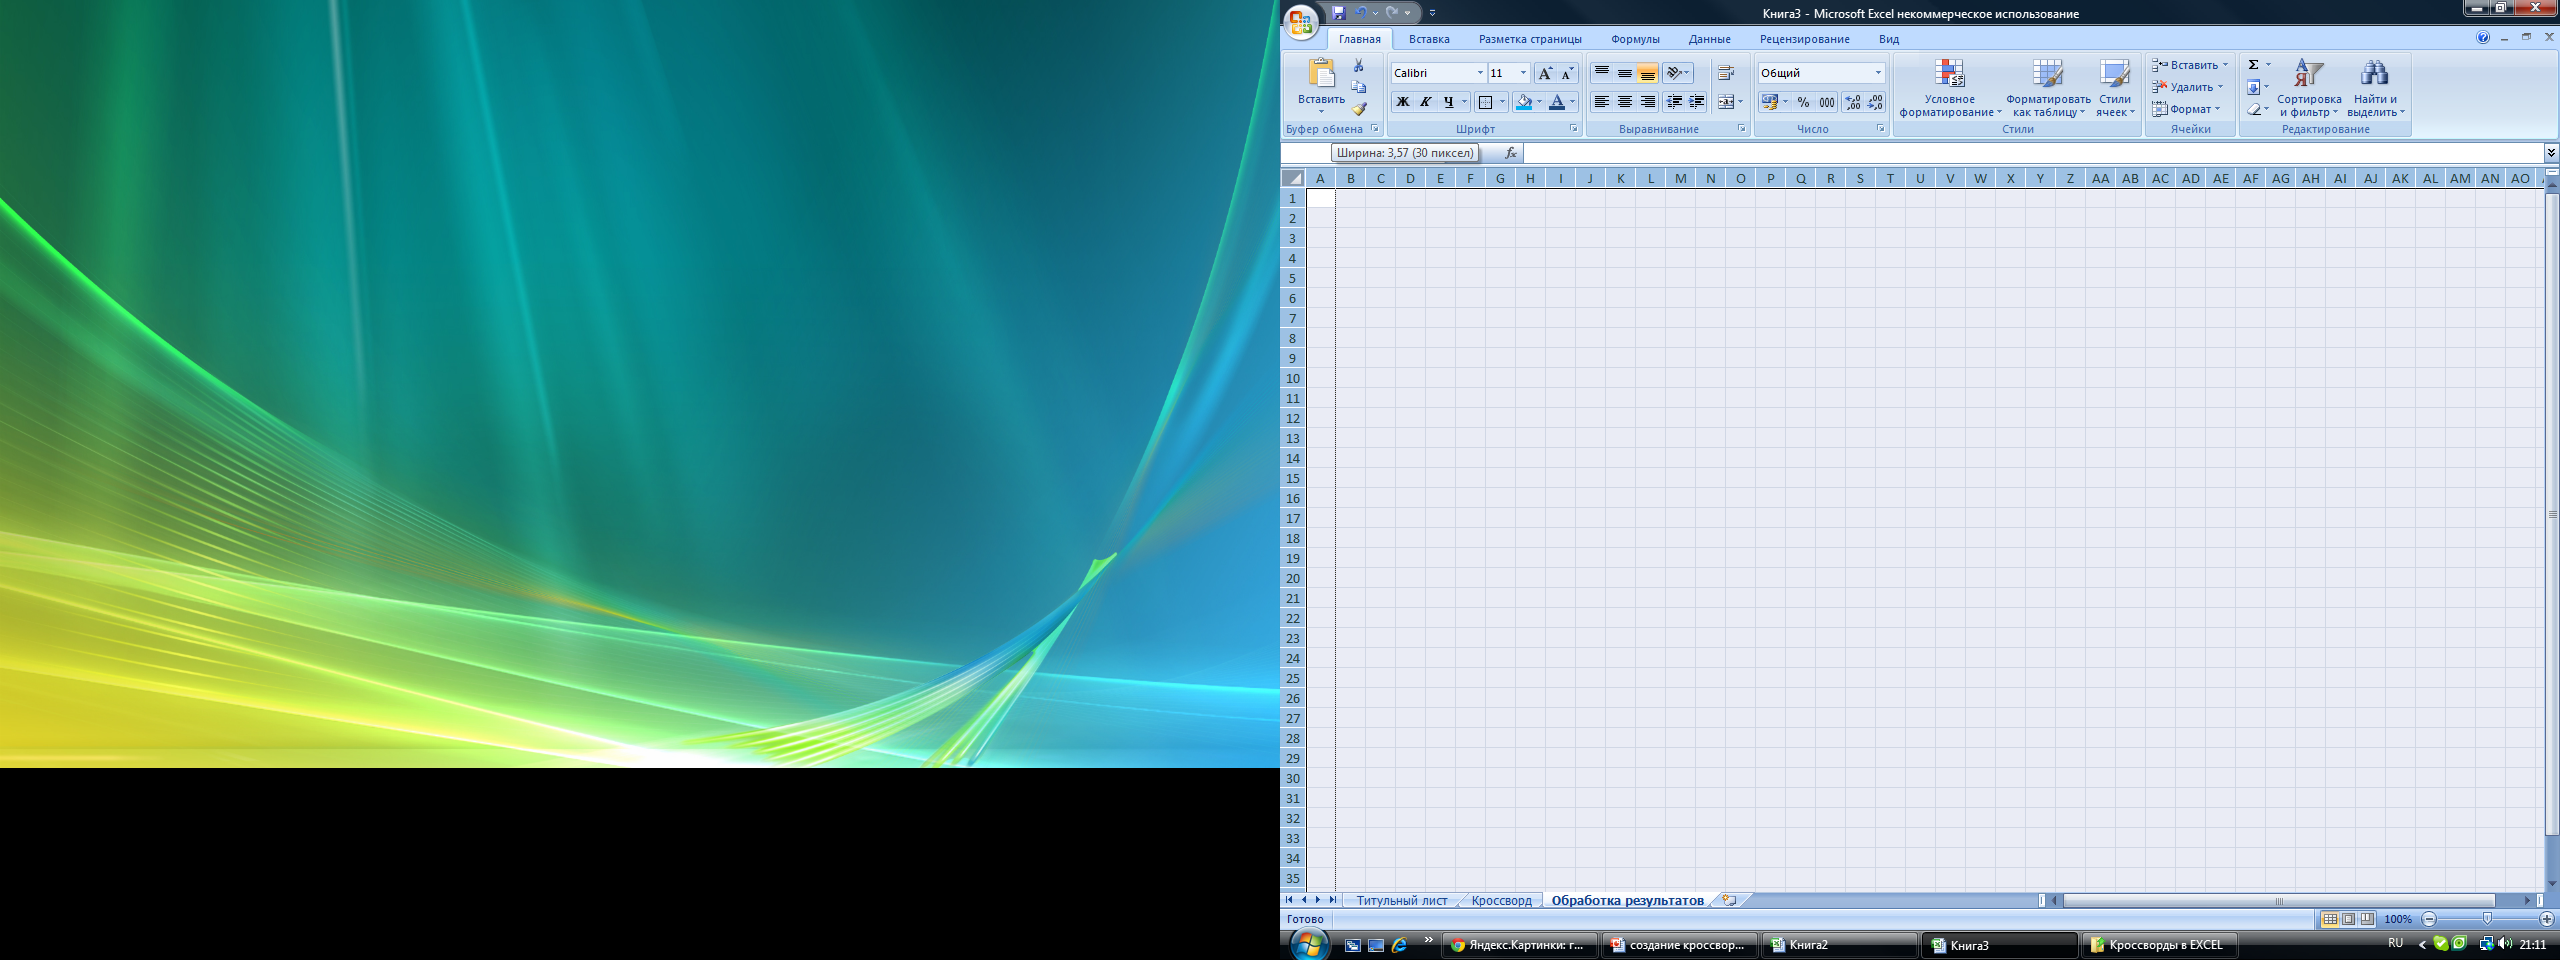 Книга3 - Microsoft Excel некоммерческое использование
Главная Вставка Разметка страницы Формулы Данные Рецензирование Вид
Calibri 11 Общий
Вставить
Ж К Ч % 000
Условное форматирование
Форматировать как таблицу
Стили ячеек
Вставить
Удалить
Формат
Сортировка и фильтр
Найти и выделить
Буфер обмена Шрифт Выравнивание Число Стили Ячейки Редактирование
Ширина: 3,57 (30 пиксел) fx
A B C D E F G H I J K L M N O P Q R S T U V W X Y Z AA AB AC AD AE AF AG AH AI AJ AK AL AM AN AO
1
2
3
4
5
6
7
8
9
10
11
12
13
14
15
16
17
18
19
20
21
22
23
24
25
26
27
28
29
30
31
32
33
34
35
Титульный лист Кроссворд Обработка результатов
Готово 100%
Яндекс.Картинки: г... создание кроссвор... Книга2 Книга3 Кроссворды в EXCEL RU 21:11